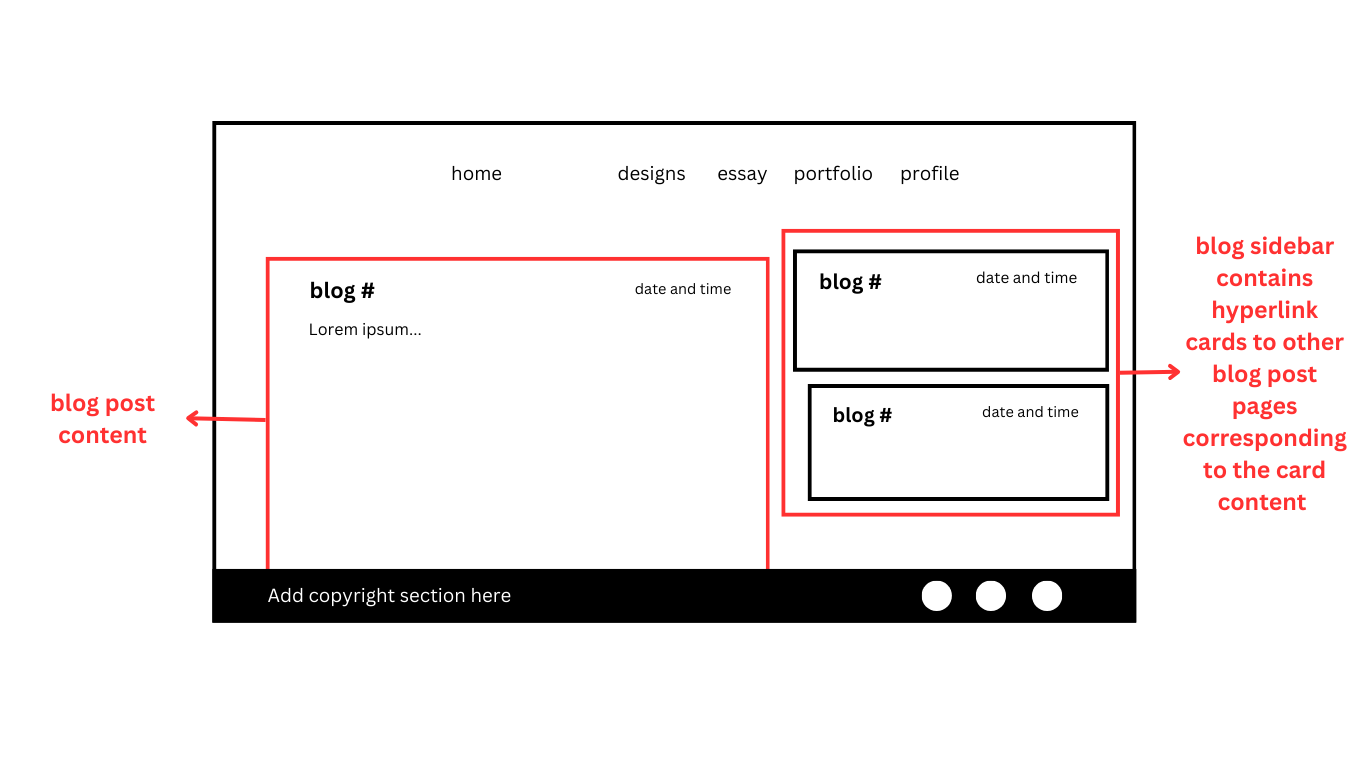 home designs essay portfolio profile
blog # date and time
Lorem ipsum...
blog # date and time
blog # date and time
blog post
content
blog sidebar
contains
hyperlink
cards to other
blog post
pages
corresponding
to the card
content
Add copyright section here